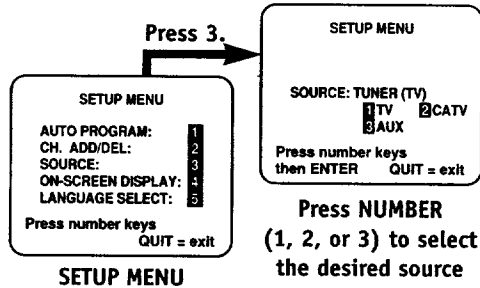 Press 3.
SETUP MENU
AUTO PROGRAM: 1
CH. ADD/DEL: 2
SOURCE: 3
ON-SCREEN DISPLAY: 4
LANGUAGE SELECT: 5
Press number keys
QUIT = exit
SETUP MENU
SETUP MENU
SOURCE: TUNER (TV)
1 TV 2 CATV
3 AUX
Press number keys
then ENTER QUIT = exit
Press NUMBER
(1, 2, or 3) to select
the desired source